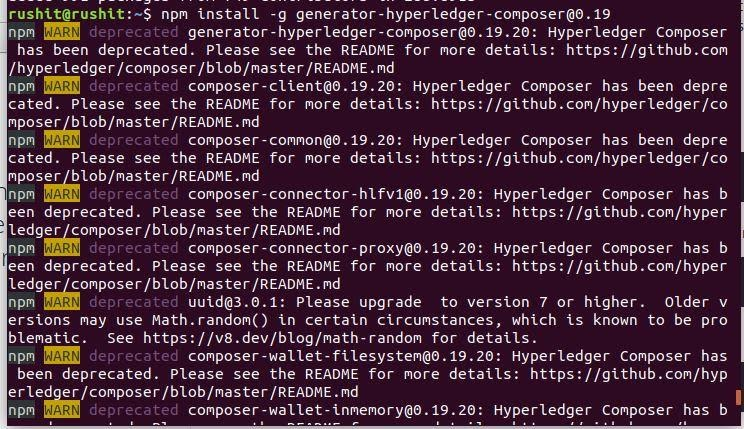 rushit@rushit:~$ npm install -g generator-hyperledger-composer@0.19
npm WARN deprecated generator-hyperledger-composer@0.19.20: Hyperledger Composer
 has been deprecated. Please see the README for more details: https://github.com
/hyperledger/composer/blob/master/README.md
npm WARN deprecated composer-client@0.19.20: Hyperledger Composer has been depre
cated. Please see the README for more details: https://github.com/hyperledger/co
mposer/blob/master/README.md
npm WARN deprecated composer-common@0.19.20: Hyperledger Composer has been depre
cated. Please see the README for more details: https://github.com/hyperledger/co
mposer/blob/master/README.md
npm WARN deprecated composer-connector-hlfv1@0.19.20: Hyperledger Composer has b
een deprecated. Please see the README for more details: https://github.com/hyper
ledger/composer/blob/master/README.md
npm WARN deprecated composer-connector-proxy@0.19.20: Hyperledger Composer has b
een deprecated. Please see the README for more details: https://github.com/hyper
ledger/composer/blob/master/README.md
npm WARN deprecated uuid@3.0.1: Please upgrade  to version 7 or higher.  Older v
ersions may use Math.random() in certain circumstances, which is known to be pro
blematic.  See https://v8.dev/blog/math-random for details.
npm WARN deprecated composer-wallet-filesystem@0.19.20: Hyperledger Composer has
 been deprecated. Please see the README for more details: https://github.com/hyp
erledger/composer/blob/master/README.md
npm WARN deprecated composer-wallet-inmemory@0.19.20: Hyperledger Composer has b